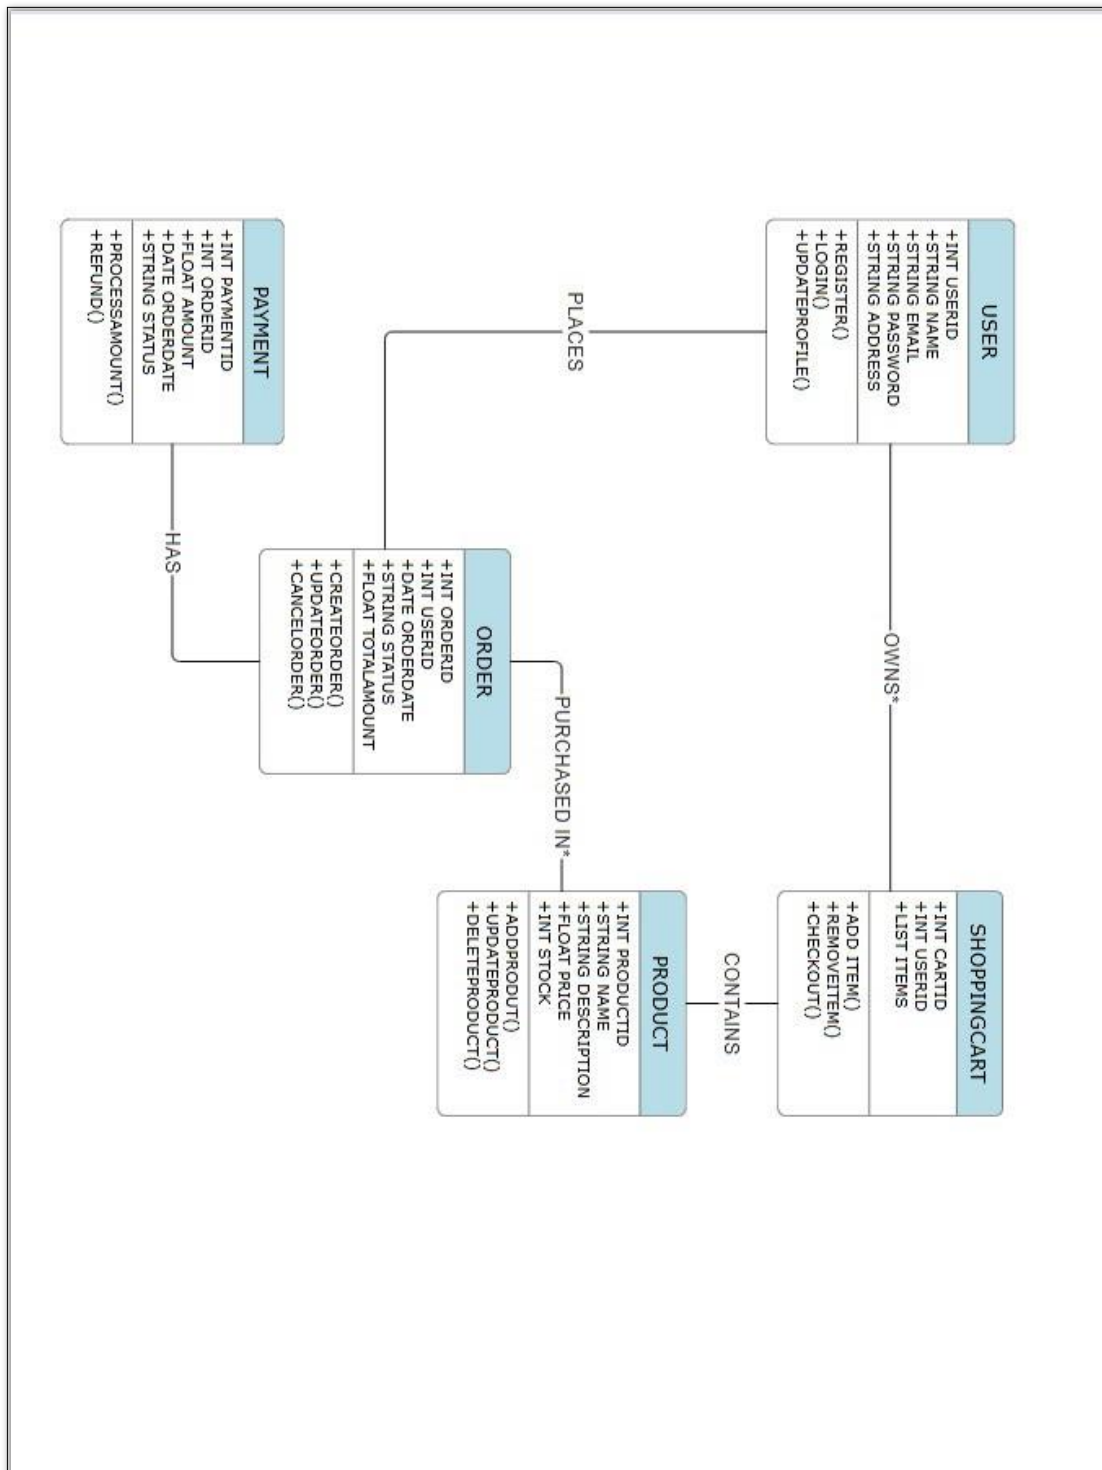 USER
+INT USERID
+STRING NAME
+STRING EMAIL
+STRING PASSWORD
+STRING ADDRESS
+REGISTER()
+LOGIN()
+UPDATEPROFILE()
OWNS*
SHOPPINGCART
+INT CARTID
+INT USERID
+LIST ITEMS
+ADD ITEM()
+REMOVEITEM()
+CHECKOUT()
PLACES
CONTAINS
ORDER
+INT ORDERID
+INT USERID
+DATE ORDERDATE
+STRING STATUS
+FLOAT TOTALAMOUNT
+CREATEORDER()
+UPDATEORDER()
+CANCELORDER()
PURCHASED IN*
PRODUCT
+INT PRODUCTID
+STRING NAME
+STRING DESCRIPTION
+FLOAT PRICE
+INT STOCK
+ADDPRODUT()
+UPDATEPRODUCT()
+DELETEPRODUCT()
PAYMENT
+INT PAYMENTID
+INT ORDERID
+FLOAT AMOUNT
+DATE ORDERDATE
+STRING STATUS
+PROCESSAMOUNT()
+REFUND()
HAS